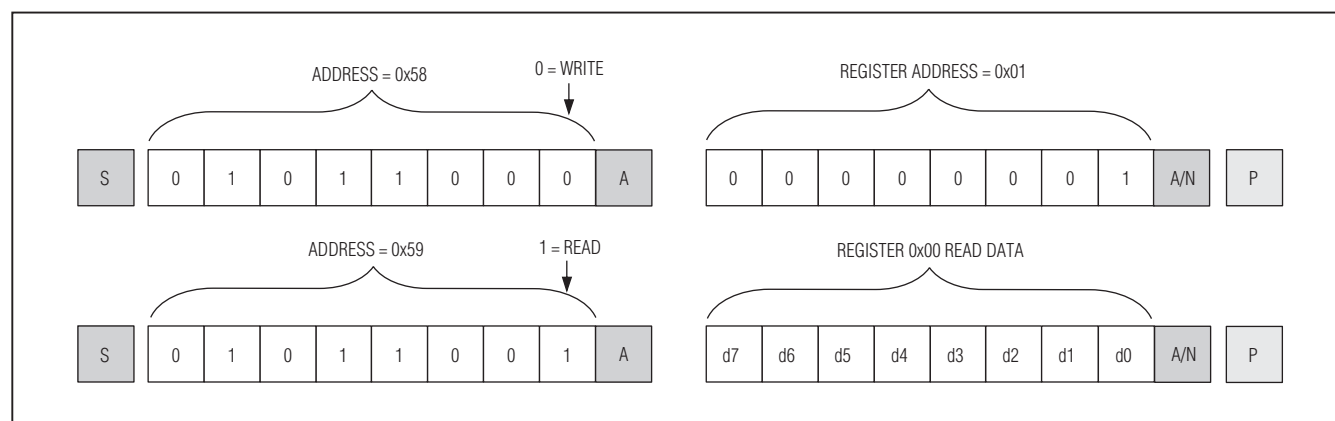 ADDRESS = 0x58 0 = WRITE REGISTER ADDRESS = 0x01
S 0 1 0 1 1 0 0 0 A 0 0 0 0 0 0 0 1 A/N P
ADDRESS = 0x59 1 = READ REGISTER 0x00 READ DATA
S 0 1 0 1 1 0 0 1 A d7 d6 d5 d4 d3 d2 d1 d0 A/N P